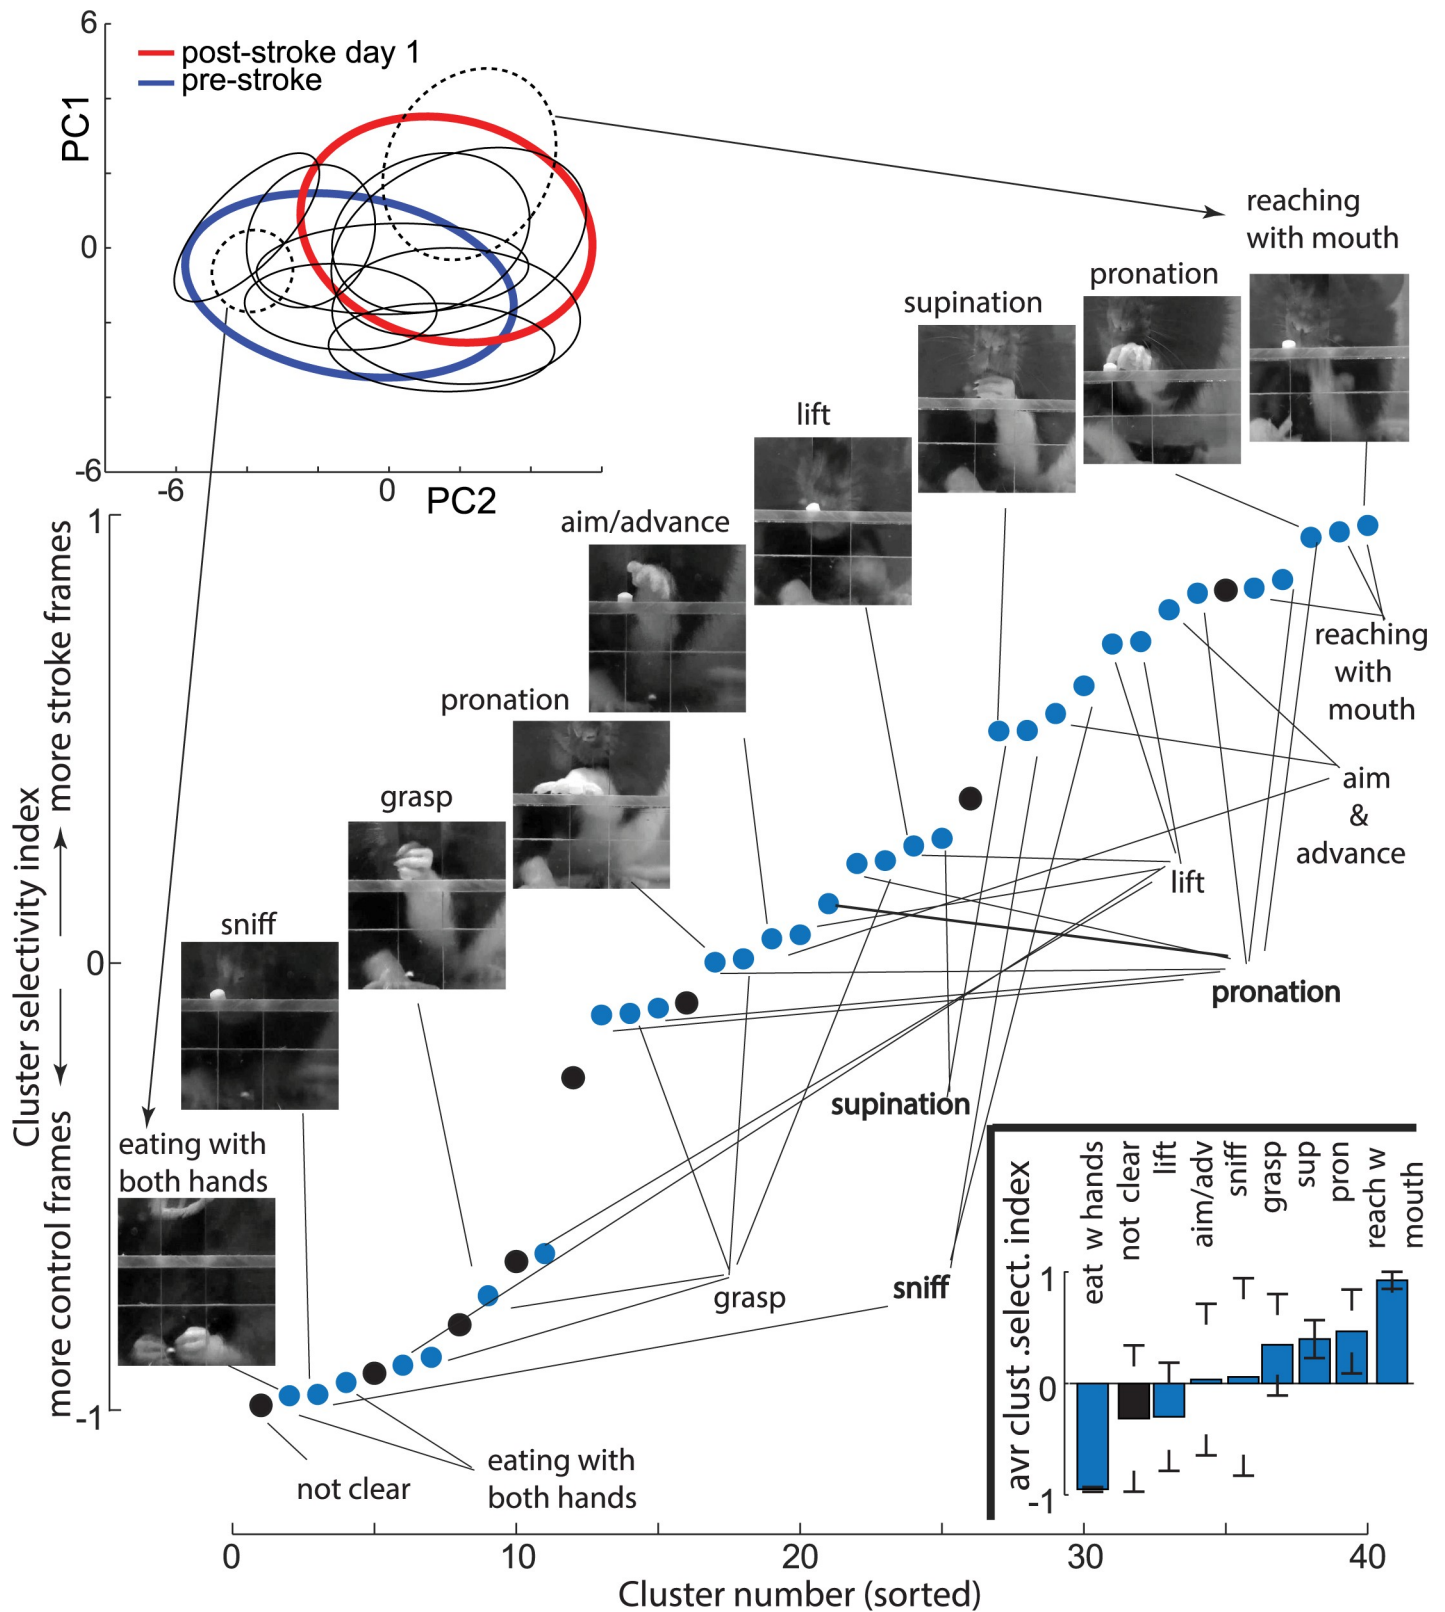 6
post-stroke day 1
pre-stroke
PC1
0
-6
-6
0
PC2
reaching
with mouth
pronation
supination
lift
aim/advance
pronation
grasp
sniff
eating with
both hands
1
0
-1
more stroke frames
Cluster selectivity index
more control frames
reaching
with
mouth
aim
&
advance
lift
pronation
supination
grasp
sniff
eating with
both hands
not clear
eat w hands
not clear
lift
aim/adv
sniff
grasp
sup
pron
reach w
mouth
avr clust .select. index
1
0
-1
0
10
20
30
40
Cluster number (sorted)